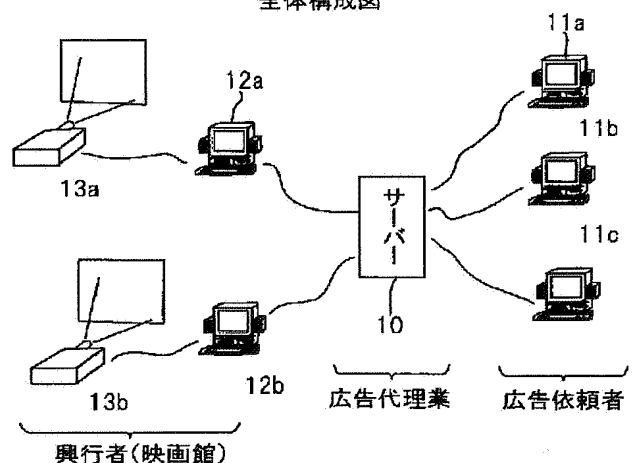 全体構成図
11a
12a
11b
13a
サーバー
11c
10
13b
12b
広告代理業
広告依頼者
興行者(映画館)